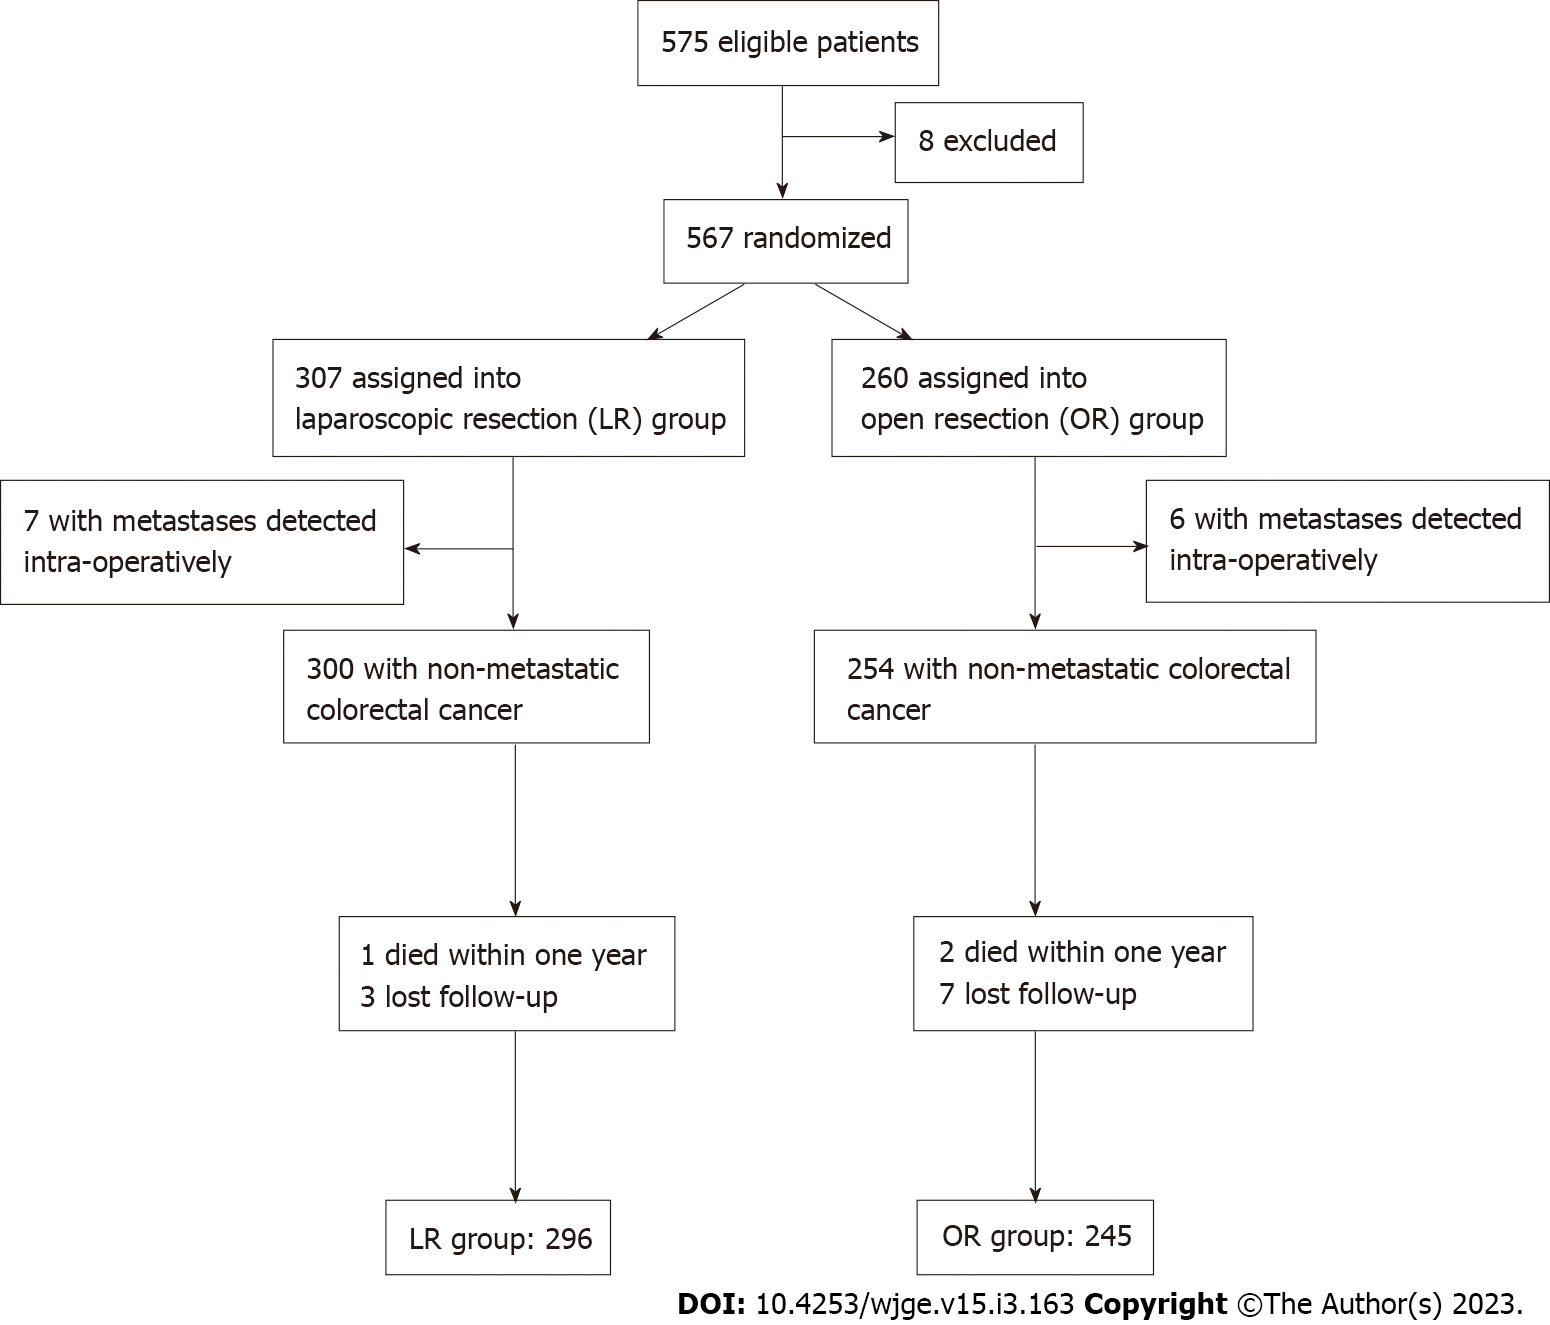 575 eligible patients
8 excluded
567 randomized
307 assigned into
laparoscopic resection (LR) group
260 assigned into
open resection (OR) group
7 with metastases detected
intra-operatively
6 with metastases detected
intra-operatively
300 with non-metastatic
colorectal cancer
254 with non-metastatic colorectal
cancer
1 died within one year
3 lost follow-up
2 died within one year
7 lost follow-up
LR group: 296
OR group: 245
DOI: 10.4253/wjge.v15.i3.163 Copyright ©The Author(s) 2023.